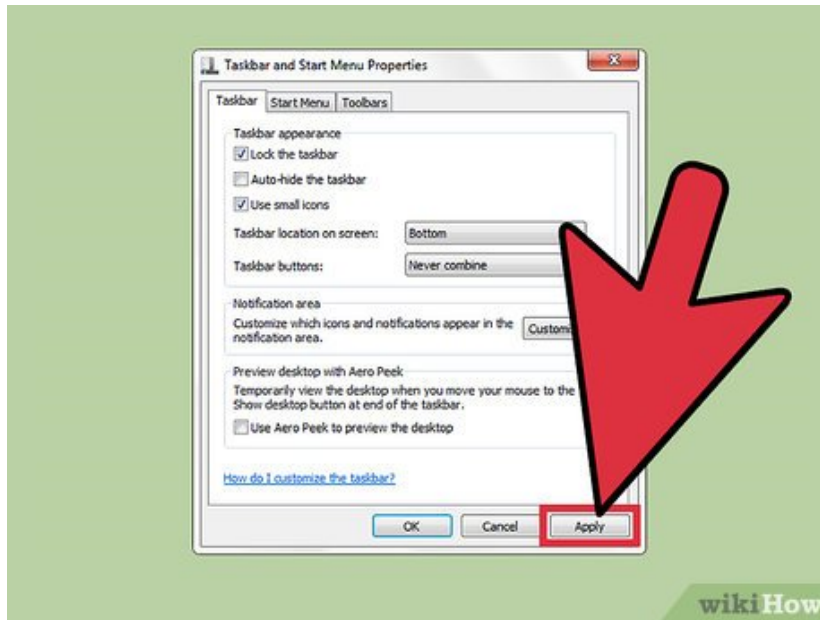 Taskbar and Start Menu Properties
Taskbar Start Menu Toolbars
Taskbar appearance
Lock the taskbar
Auto-hide the taskbar
Use small icons
Taskbar location on screen: Bottom
Taskbar buttons: Never combine
Notification area
Customize which icons and notifications appear in the
notification area.
Preview desktop with Aero Peek
Temporarily view the desktop when you move your mouse to the
Show desktop button at end of the taskbar.
Use Aero Peek to preview the desktop
How do I customize the taskbar?
OK Cancel Apply
wikiHow